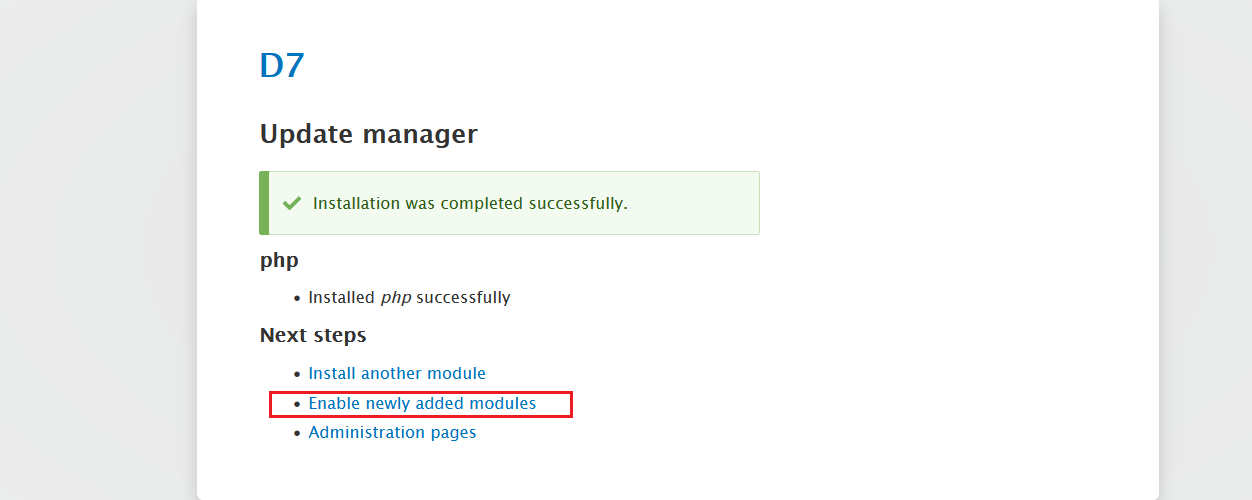 D7
Update manager
Installation was completed successfully.
php
Installed php successfully
Next steps
Install another module
Enable newly added modules
Administration pages